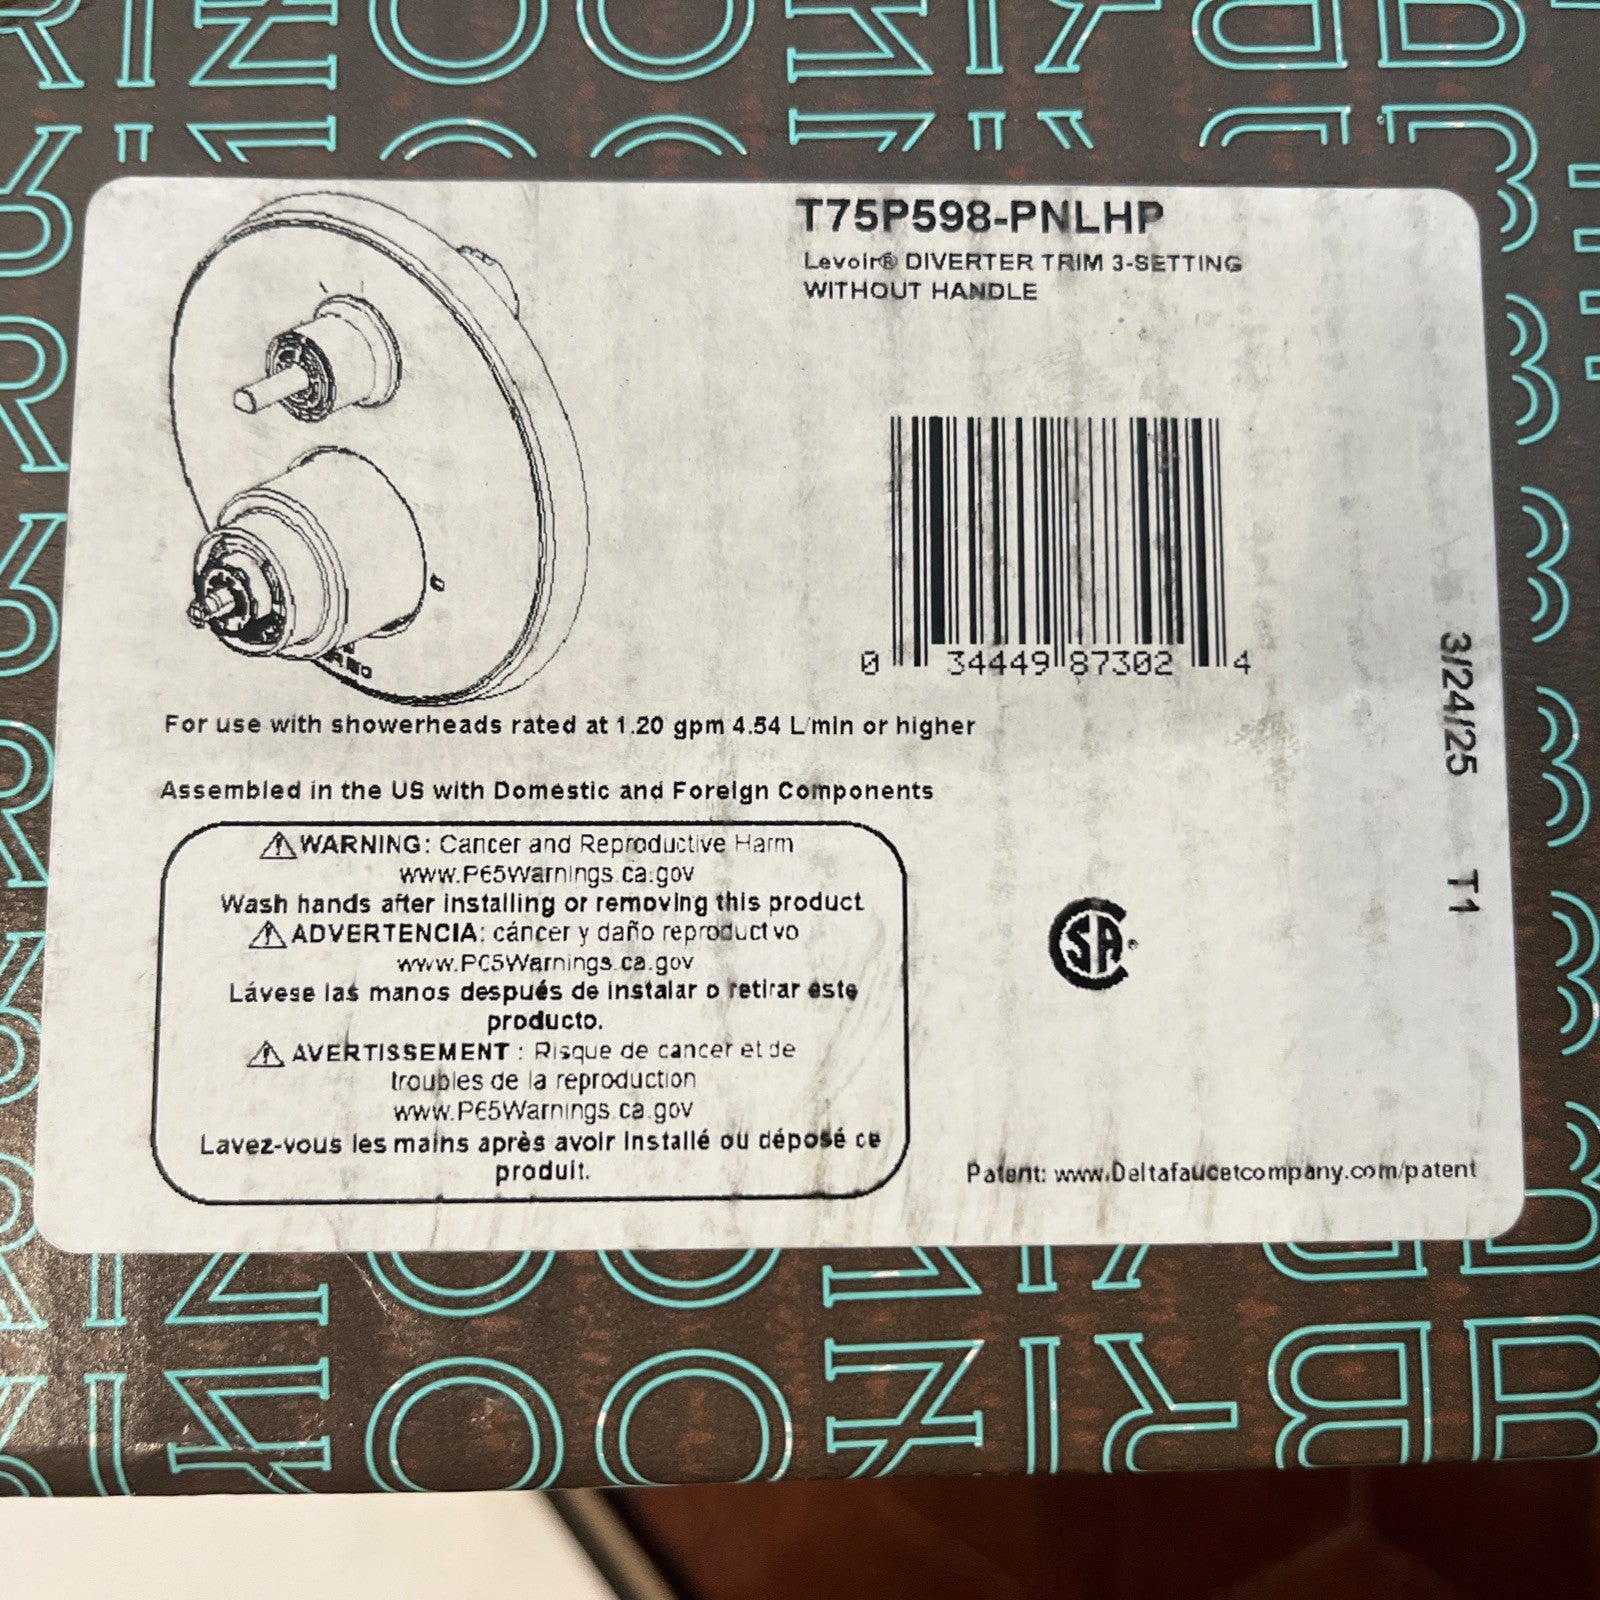 T75P598-PNLHP
Levoir® DIVERTER TRIM 3-SETTING
WITHOUT HANDLE
0 34449 87302 4
3/24/25 T1
For use with showerheads rated at 1.20 gpm 4.54 L/min or higher
Assembled in the US with Domestic and Foreign Components
WARNING: Cancer and Reproductive Harm
www.P65Warnings.ca.gov
Wash hands after installing or removing this product
ADVERTENCIA: cáncer y daño reproductivo
www.P65Warnings.ca.gov
Lávese las manos después de instalar o retirar este
producto.
AVERTISSEMENT : Risque de cancer et de
troubles de la reproduction
www.P65Warnings.ca.gov
Lavez-vous les mains après avoir installé ou déposé ce
produit.
CSA
Patent: www.Deltafaucetcompany.com/patent